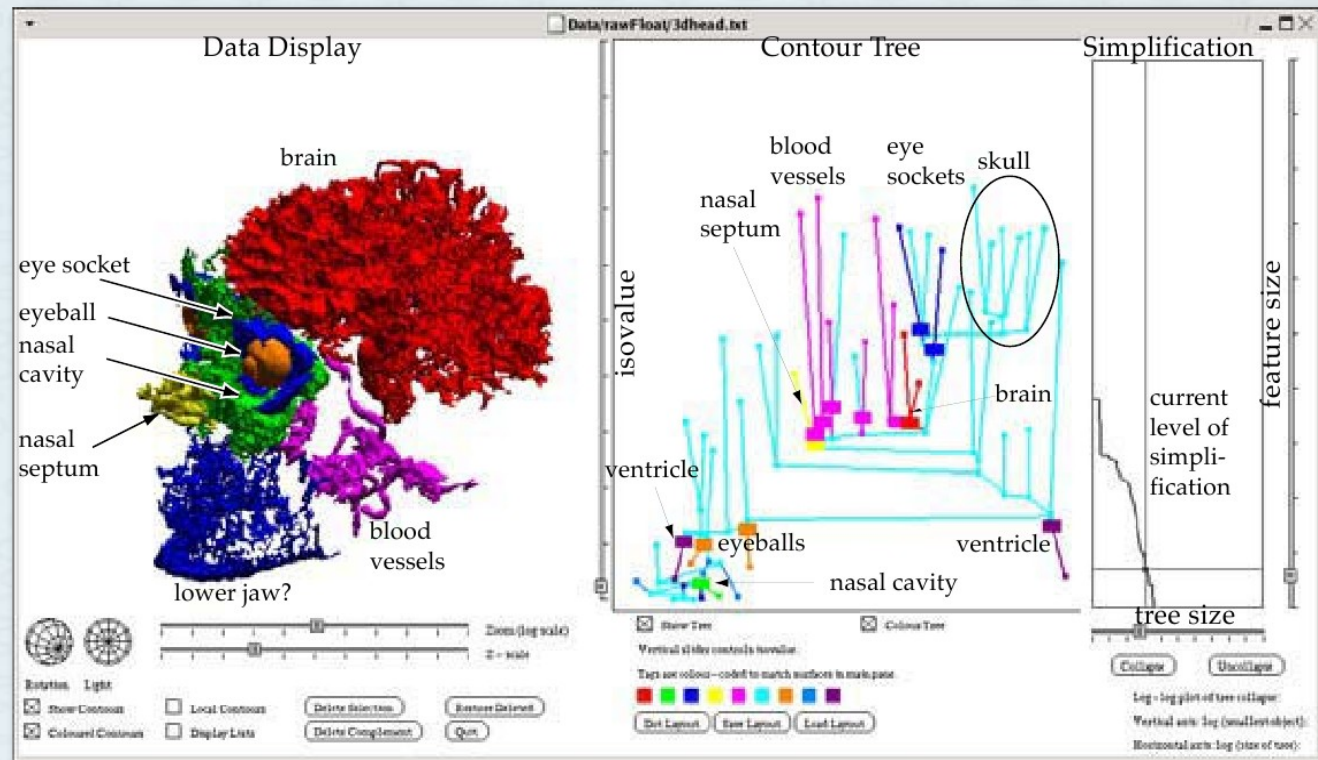 Data/rawFloat/3dhead.txt
Data Display
Contour Tree
Simplification
brain
eye socket
eyeball
nasal
cavity
nasal
septum
blood
vessels
lower jaw?
isovalue
blood
vessels
eye
sockets
skull
nasal
septum
brain
ventricle
eyeballs
ventricle
nasal cavity
feature size
current
level of
simpli-
fication
tree size
Zoom (log scale)
Z - scale
Rotation
Light
Show Contours
Local Contours
Delete Selection
Restore Deleted
Coloured Contours
Display Lists
Delete Complement
Quit
Show Tree
Colour Tree
Vertical slider controls isovalue.
Tags are colour-coded to match surfaces in main pane.
Dot Layout
Save Layout
Load Layout
Collapse
Uncollapse
Log - log plot of tree collapse:
Vertical axis: log (smallest object):
Horizontal axis: log (size of tree):